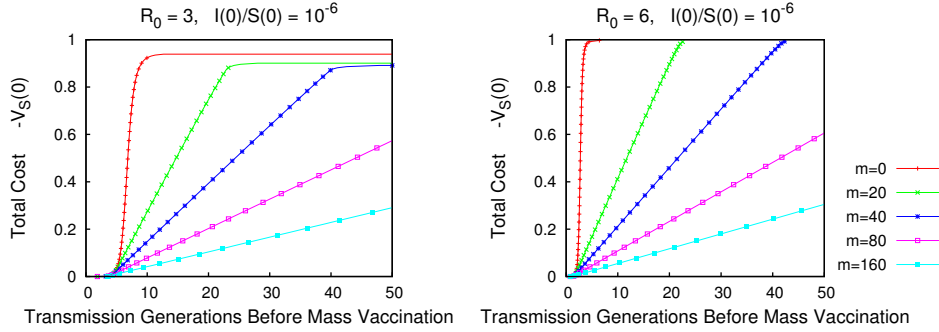 R₀ = 3, I(0)/S(0) = 10⁻⁶
Total Cost -V_S(0)
1
0.8
0.6
0.4
0.2
0
0 10 20 30 40 50
Transmission Generations Before Mass Vaccination
R₀ = 6, I(0)/S(0) = 10⁻⁶
Total Cost -V_S(0)
1
0.8
0.6
0.4
0.2
0
0 10 20 30 40 50
Transmission Generations Before Mass Vaccination
m=0
m=20
m=40
m=80
m=160